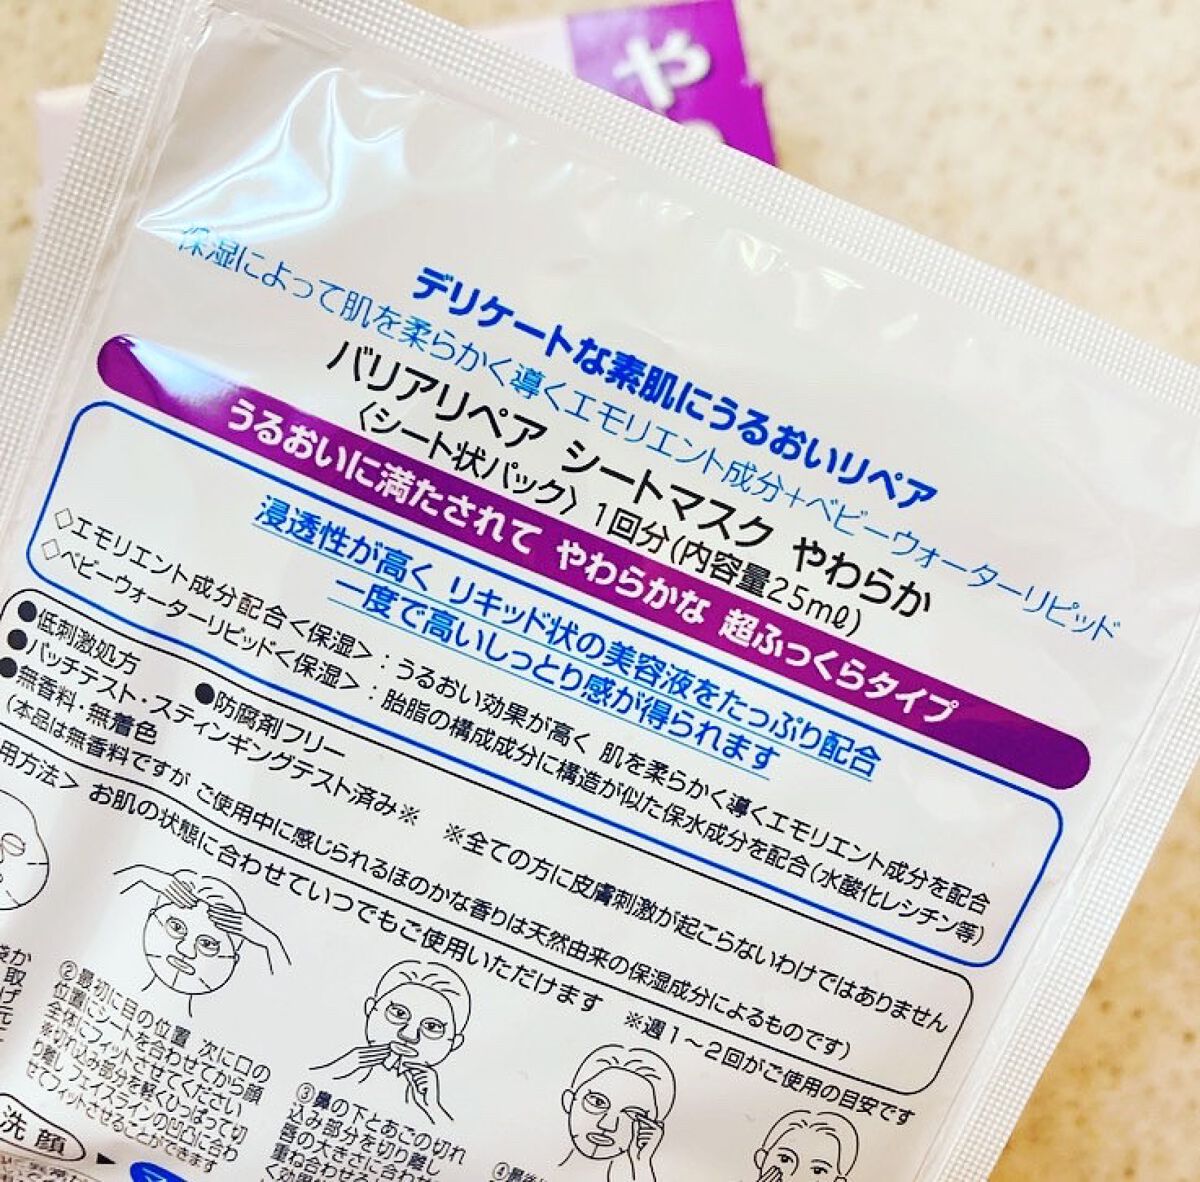 や
デリケートな素肌にうるおいリペア
保湿によって肌を柔らかく導くエモリエント成分+ベビーウォーターリピッド
バリアリペア シートマスク やわらか
〈シート状パック〉1回分(内容量25mℓ)
うるおいに満たされて やわらかな 超ふっくらタイプ
浸透性が高く リキッド状の美容液をたっぷり配合
一度で高いしっとり感が得られます
◇エモリエント成分配合<保湿>:うるおい効果が高く 肌を柔らかく導くエモリエント成分を配合
◇ベビーウォーターリピッド<保湿>:胎脂の構成成分に構造が似た保水成分を配合(水酸化レシチン等)
●低刺激処方 ●防腐剤フリー
●パッチテスト・スティンギングテスト済み※ ※全ての方に皮膚刺激が起こらないわけではありません
●無香料・無着色
(本品は無香料ですが ご使用中に感じられるほのかな香りは天然由来の保湿成分によるものです)
用方法> お肌の状態に合わせていつでもご使用いただけます ※週1〜2回がご使用の目安です
②最初に目の位置 次に口の
位置にシートを合わせてから顔
全体にフィットさせてください
※切れ込み部分を軽くひっぱって切
り離し フェイスラインの凹凸に合わ
せてフィットさせることができます
③鼻の下とあごの切れ
込み部分を切り離し
唇の大きさに合わ
重ね合わせる
④最後
洗顔